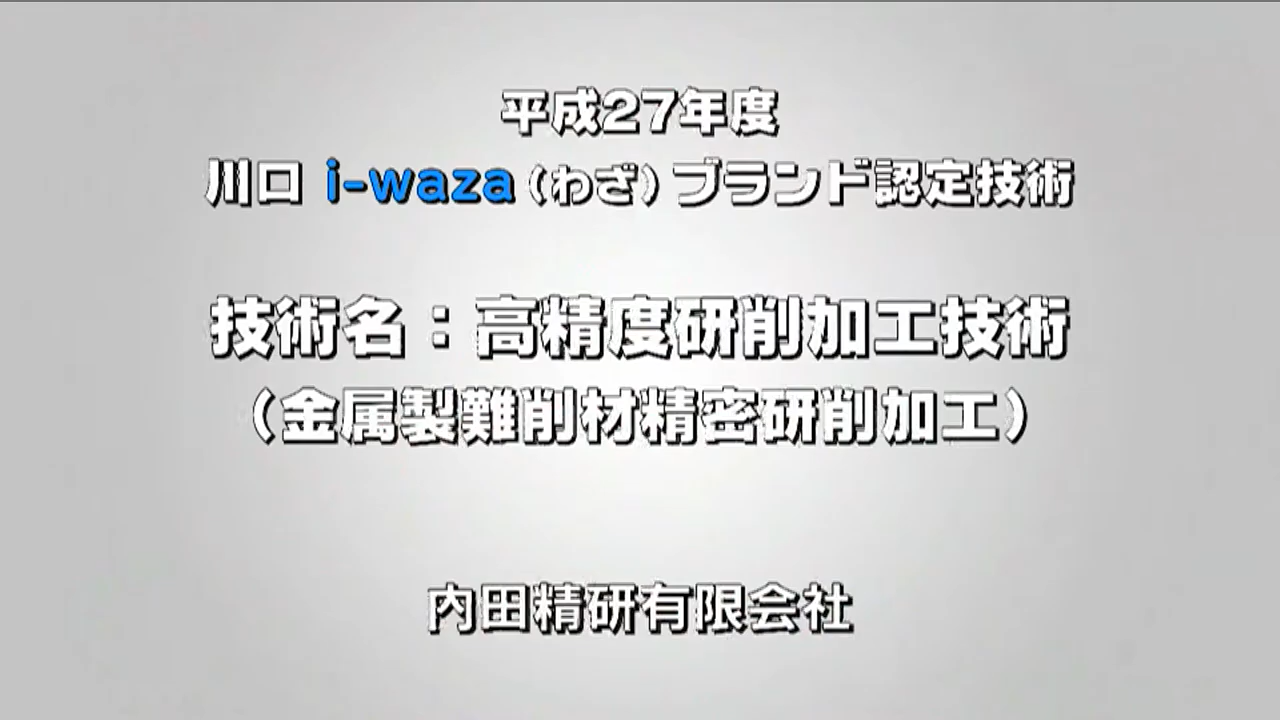 平成27年度
川口 i-waza（わざ）ブランド認定技術
技術名：高精度研削加工技術
（金属製難削材精密研削加工）
内田精研有限会社